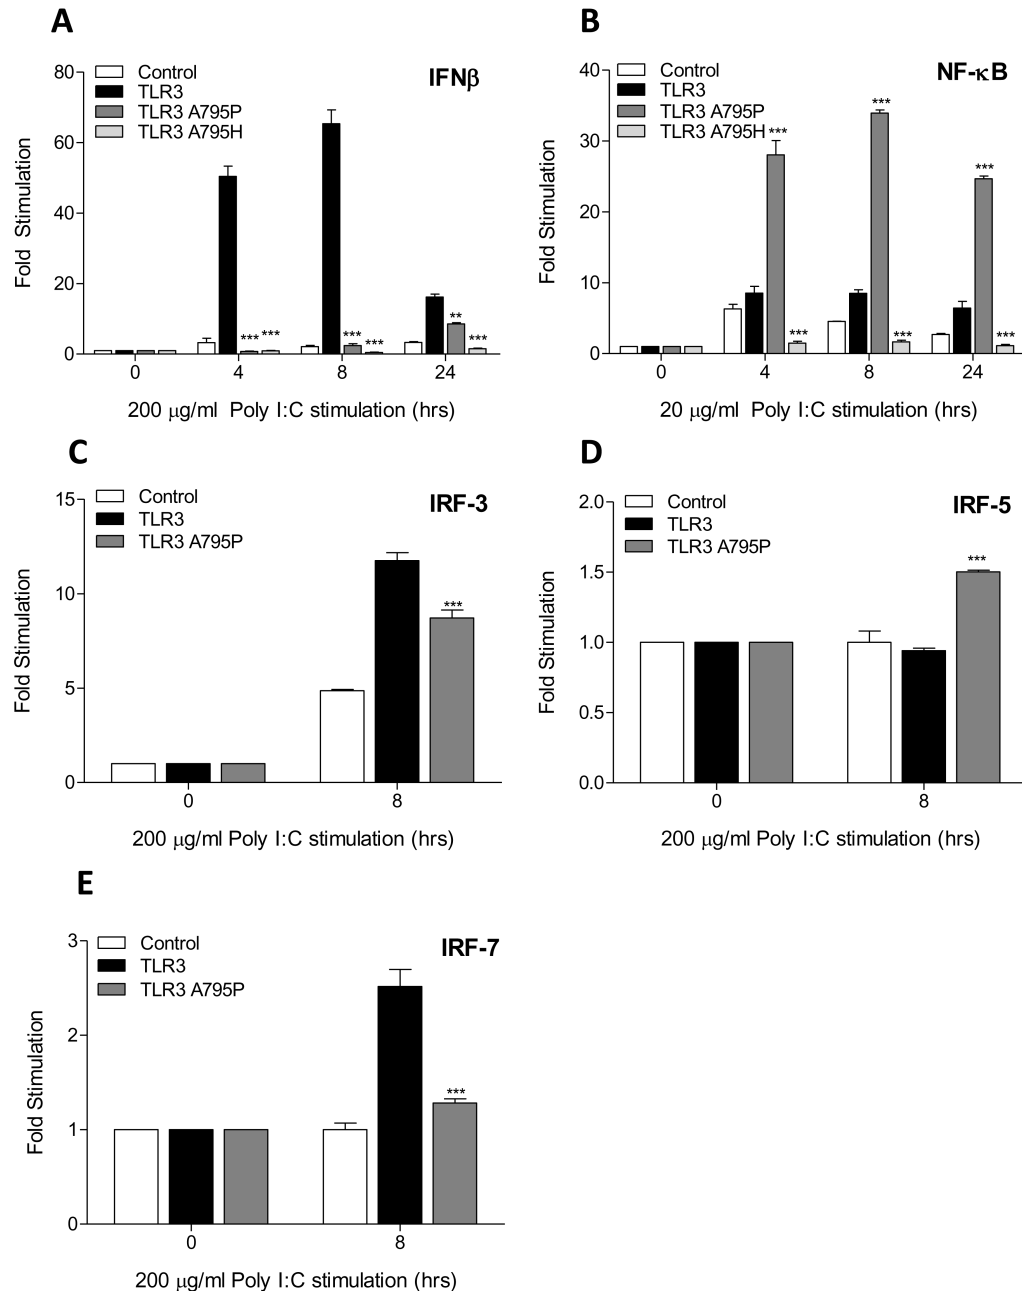 A
IFNβ
Control
TLR3
TLR3 A795P
TLR3 A795H
80
60
40
20
0
Fold Stimulation
*** ***
*** ***
** ***
0 4 8 24
200 μg/ml Poly I:C stimulation (hrs)
B
NF-κB
Control
TLR3
TLR3 A795P
TLR3 A795H
40
30
20
10
0
Fold Stimulation
*** ***
*** ***
*** ***
0 4 8 24
20 μg/ml Poly I:C stimulation (hrs)
C
IRF-3
Control
TLR3
TLR3 A795P
15
10
5
0
Fold Stimulation
***
0 8
200 μg/ml Poly I:C stimulation (hrs)
D
IRF-5
Control
TLR3
TLR3 A795P
2.0
1.5
1.0
0.5
0.0
Fold Stimulation
***
0 8
200 μg/ml Poly I:C stimulation (hrs)
E
IRF-7
Control
TLR3
TLR3 A795P
3
2
1
0
Fold Stimulation
***
0 8
200 μg/ml Poly I:C stimulation (hrs)